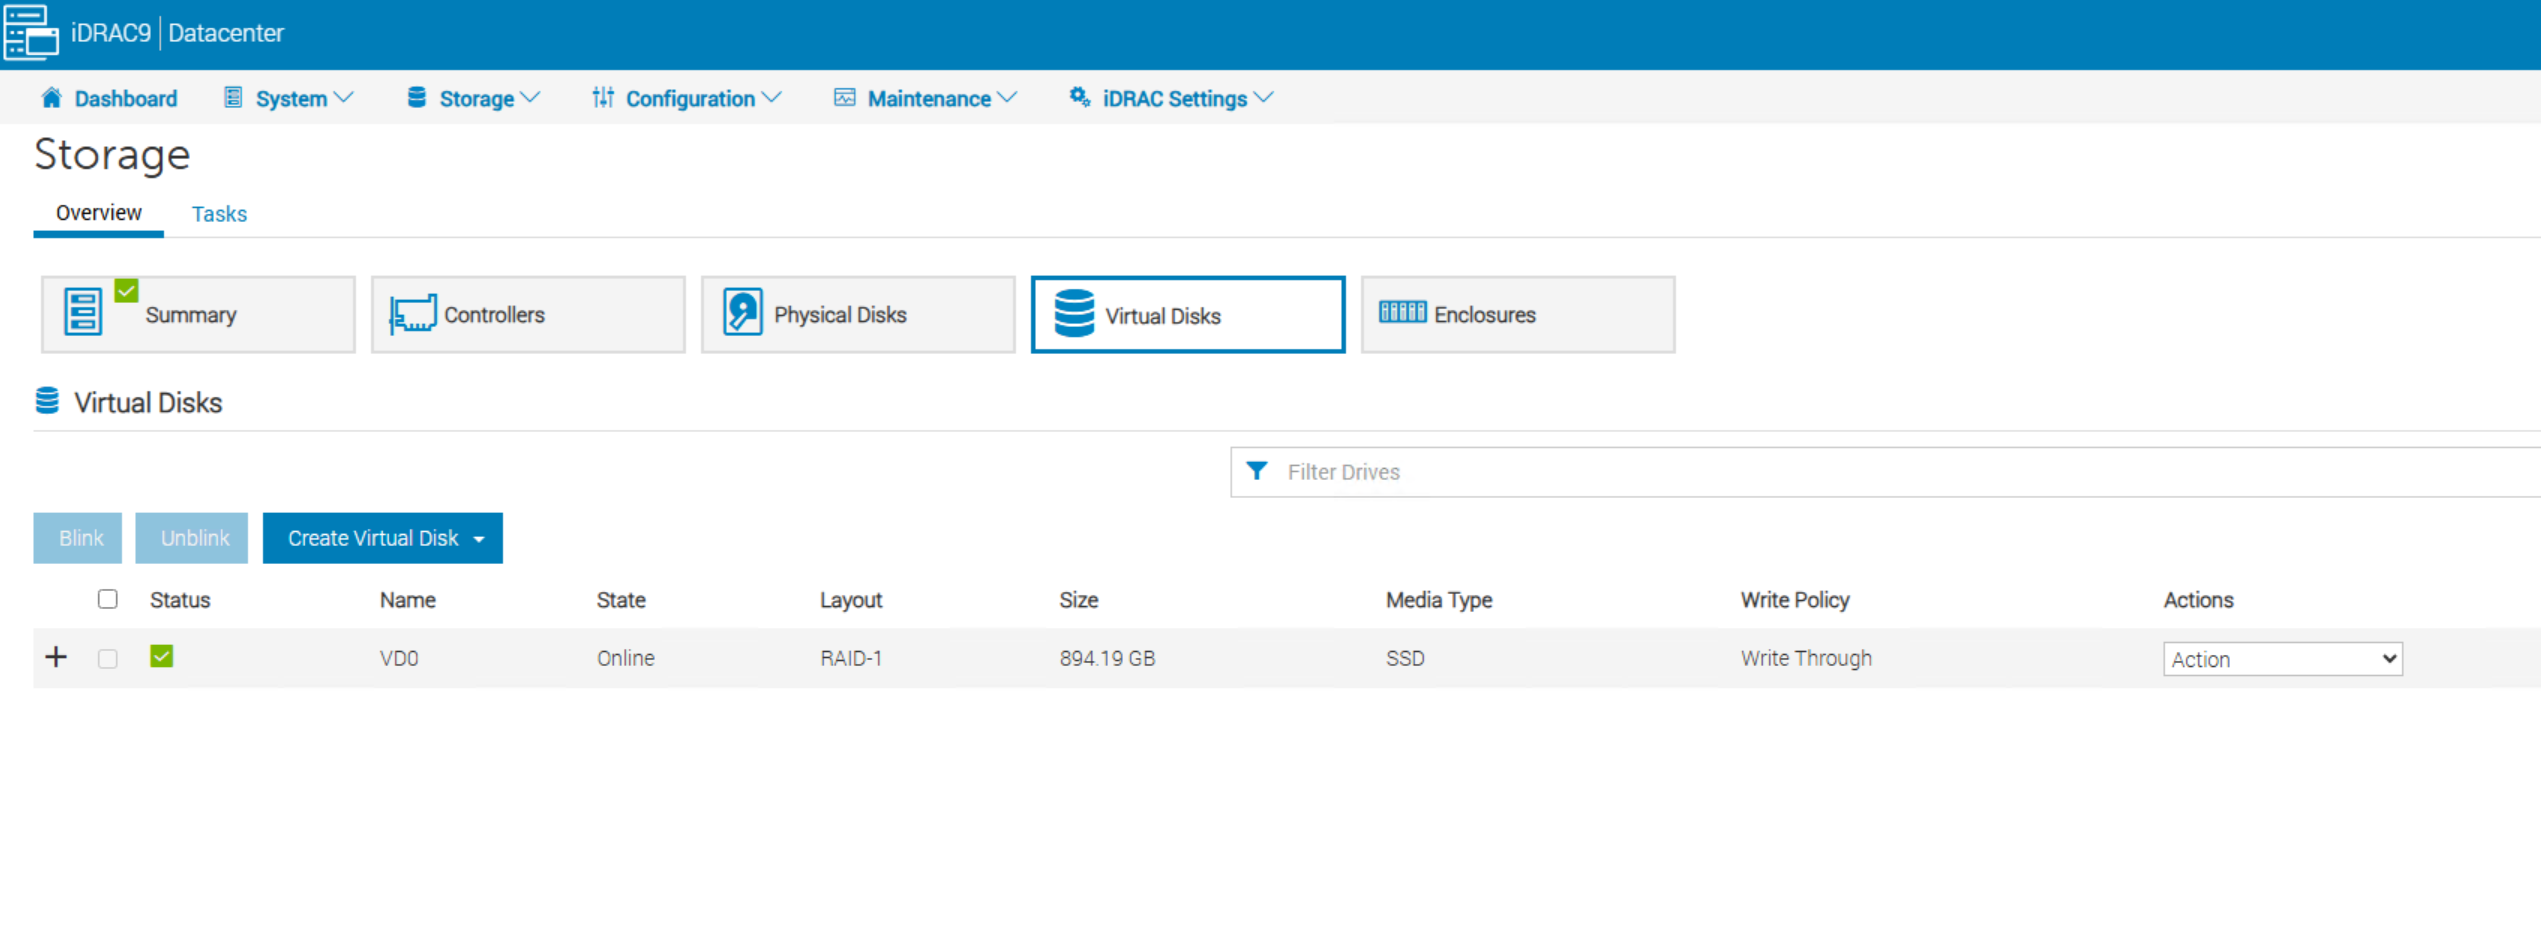 iDRAC9 | Datacenter
Dashboard System Storage Configuration Maintenance iDRAC Settings
Storage
Overview Tasks
Summary Controllers Physical Disks Virtual Disks Enclosures
Virtual Disks
Filter Drives
Blink Unblink Create Virtual Disk
Status Name State Layout Size Media Type Write Policy Actions
VD0 Online RAID-1 894.19 GB SSD Write Through Action